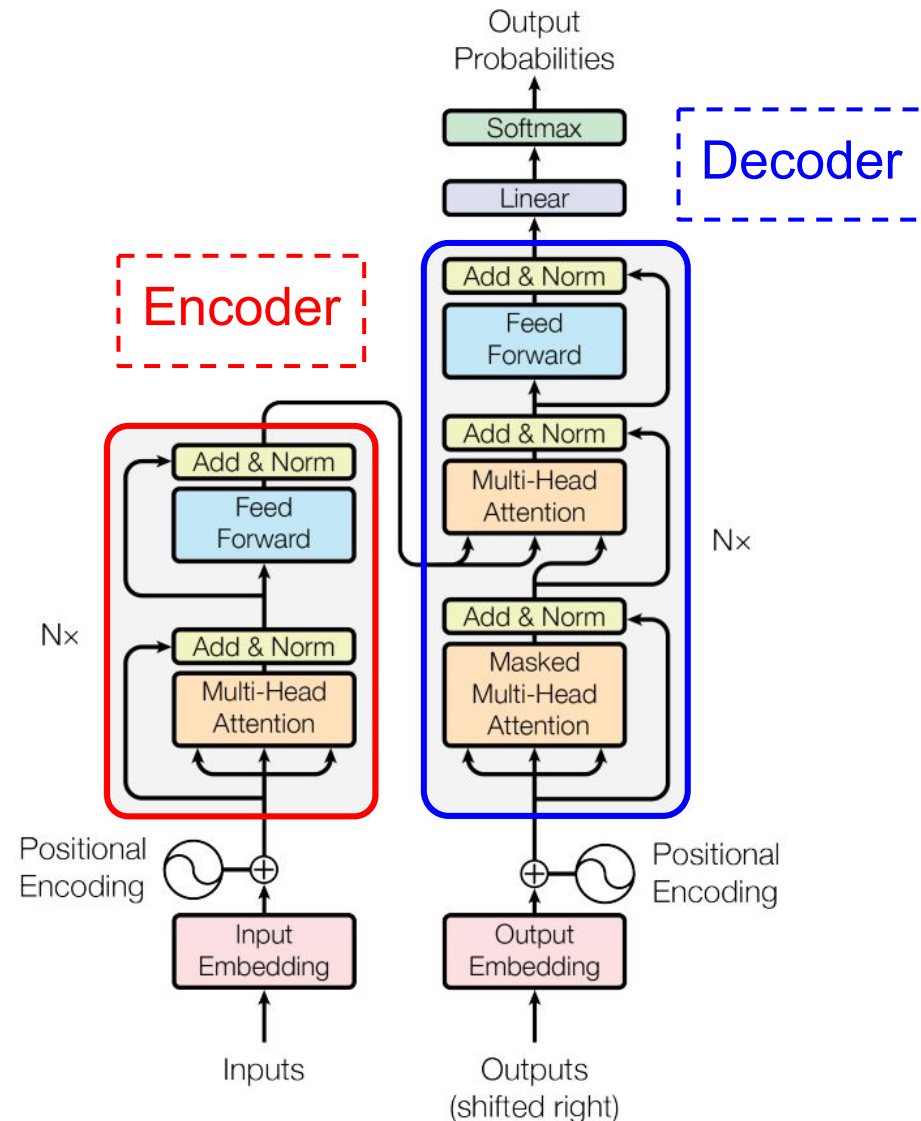 Output
Probabilities
Softmax
Decoder
Linear
Encoder
Add & Norm
Feed
Forward
Add & Norm
Multi-Head
Attention
Nx
Add & Norm
Masked
Multi-Head
Attention
Add & Norm
Feed
Forward
Nx
Add & Norm
Multi-Head
Attention
Positional
Encoding
Positional
Encoding
Input
Embedding
Output
Embedding
Inputs
Outputs
(shifted right)